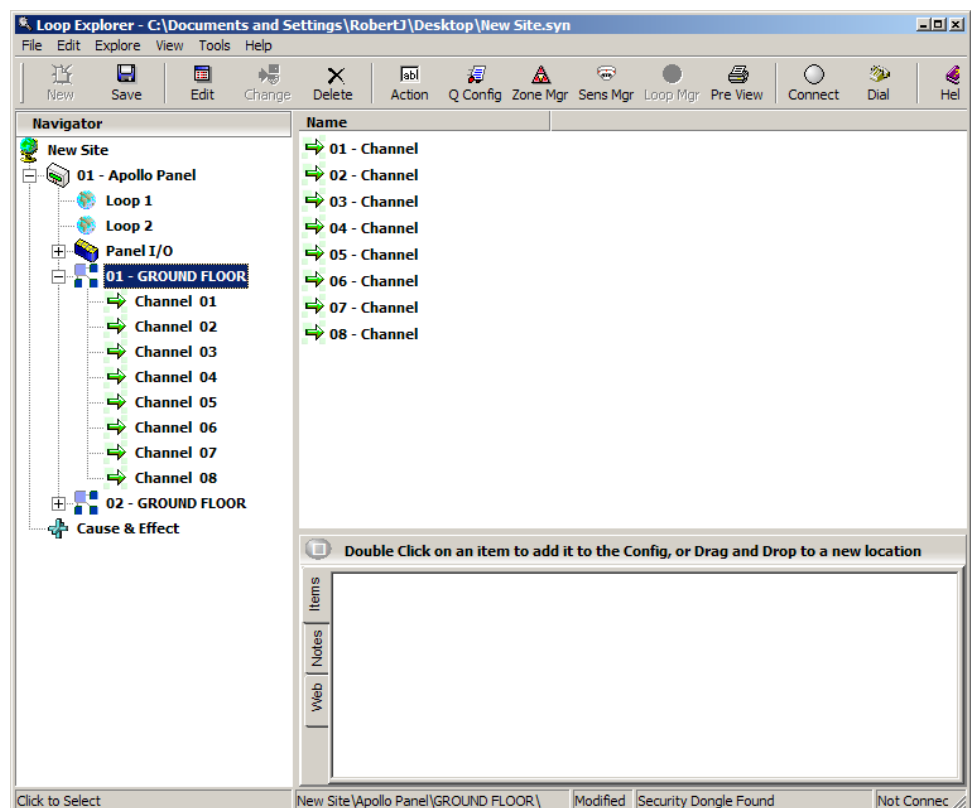 Loop Explorer - C:\Documents and Settings\RobertJ\Desktop\New Site.syn
File Edit Explore View Tools Help
New Save Edit Change Delete abl Action Q Config Zone Mgr Sens Mgr Loop Mgr Pre View Connect Dial Hel
Navigator
New Site
01 - Apollo Panel
Loop 1
Loop 2
Panel I/O
01 - GROUND FLOOR
Channel 01
Channel 02
Channel 03
Channel 04
Channel 05
Channel 06
Channel 07
Channel 08
02 - GROUND FLOOR
Cause & Effect
Name
01 - Channel
02 - Channel
03 - Channel
04 - Channel
05 - Channel
06 - Channel
07 - Channel
08 - Channel
Double Click on an item to add it to the Config, or Drag and Drop to a new location
Items
Notes
Web
Click to Select
New Site\Apollo Panel\GROUND FLOOR\ Modified Security Dongle Found Not Connec